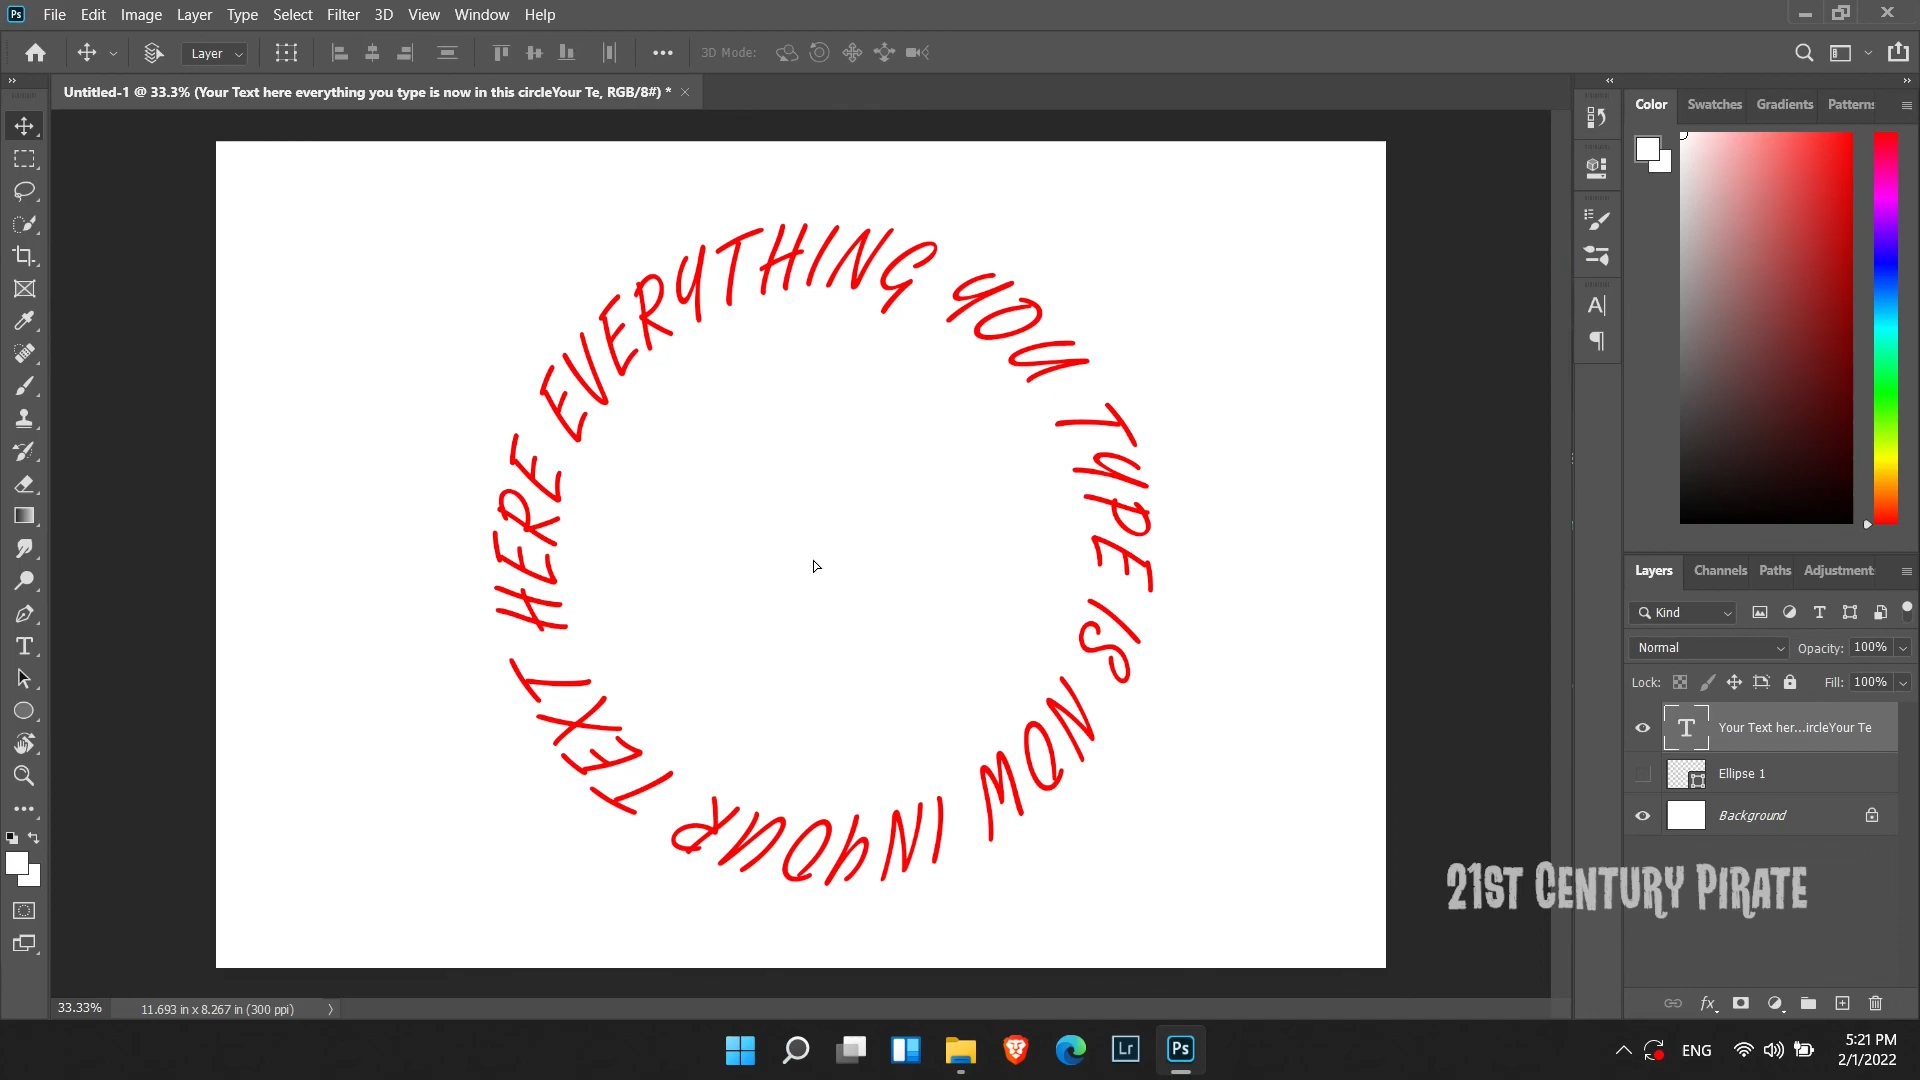 File Edit Image Layer Type Select Filter 3D View Window Help
Layer 3D Mode:
Untitled-1 @ 33.3% (Your Text here everything you type is now in this circleYour Te, RGB/8#) *
Color Swatches Gradients Patterns
YOUR TEXT HERE EVERYTHING YOU TYPE IS NOW IN
Layers Channels Paths Adjustment
Kind
Normal Opacity: 100%
Lock: Fill: 100%
Your Text her...ircleYour Te
Ellipse 1
Background
21st Century Pirate
33.33% 11.693 in x 8.267 in (300 ppi)
fx
Lr Ps ENG 5:21 PM
2/1/2022